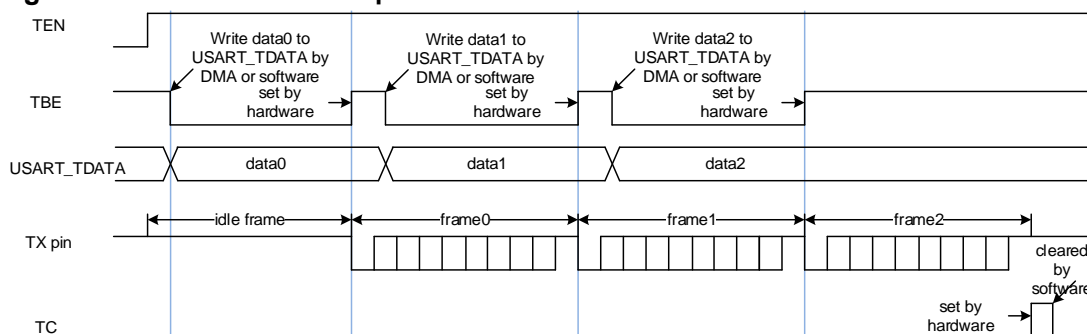 TEN
Write data0 to
USART_TDATA by
DMA or software
Write data1 to
USART_TDATA by
DMA or software
Write data2 to
USART_TDATA by
DMA or software
TBE
set by
hardware
set by
hardware
set by
hardware
USART_TDATA
data0
data1
data2
idle frame
frame0
frame1
frame2
TX pin
cleared
by
software
set by
hardware
TC